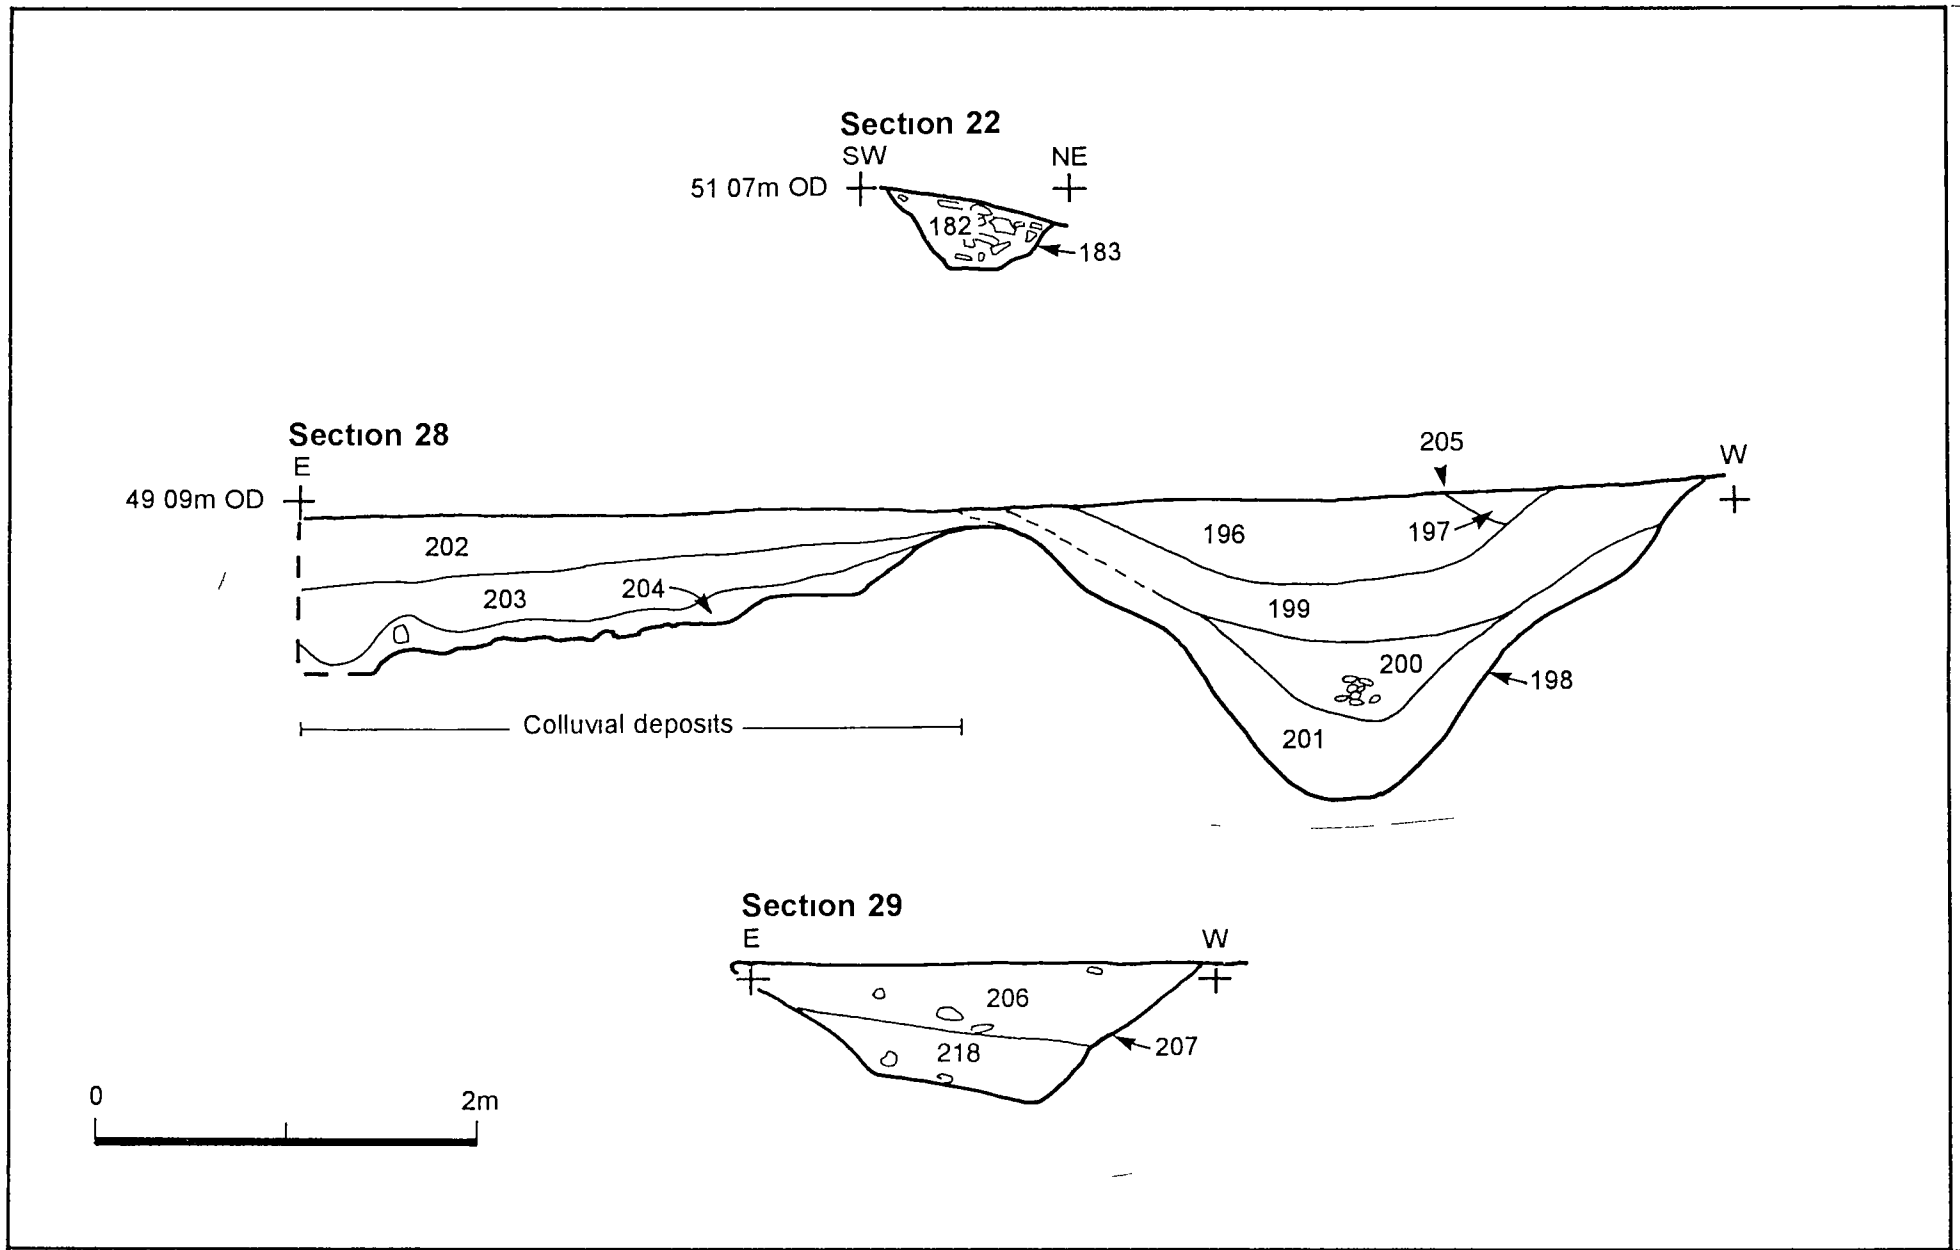 Section 22
SW NE
51 07m OD
182
183
Section 28
E
49 09m OD
205
W
202
196
197
203
204
199
200
198
201
Colluvial deposits
Section 29
E W
206
218
207
0 2m